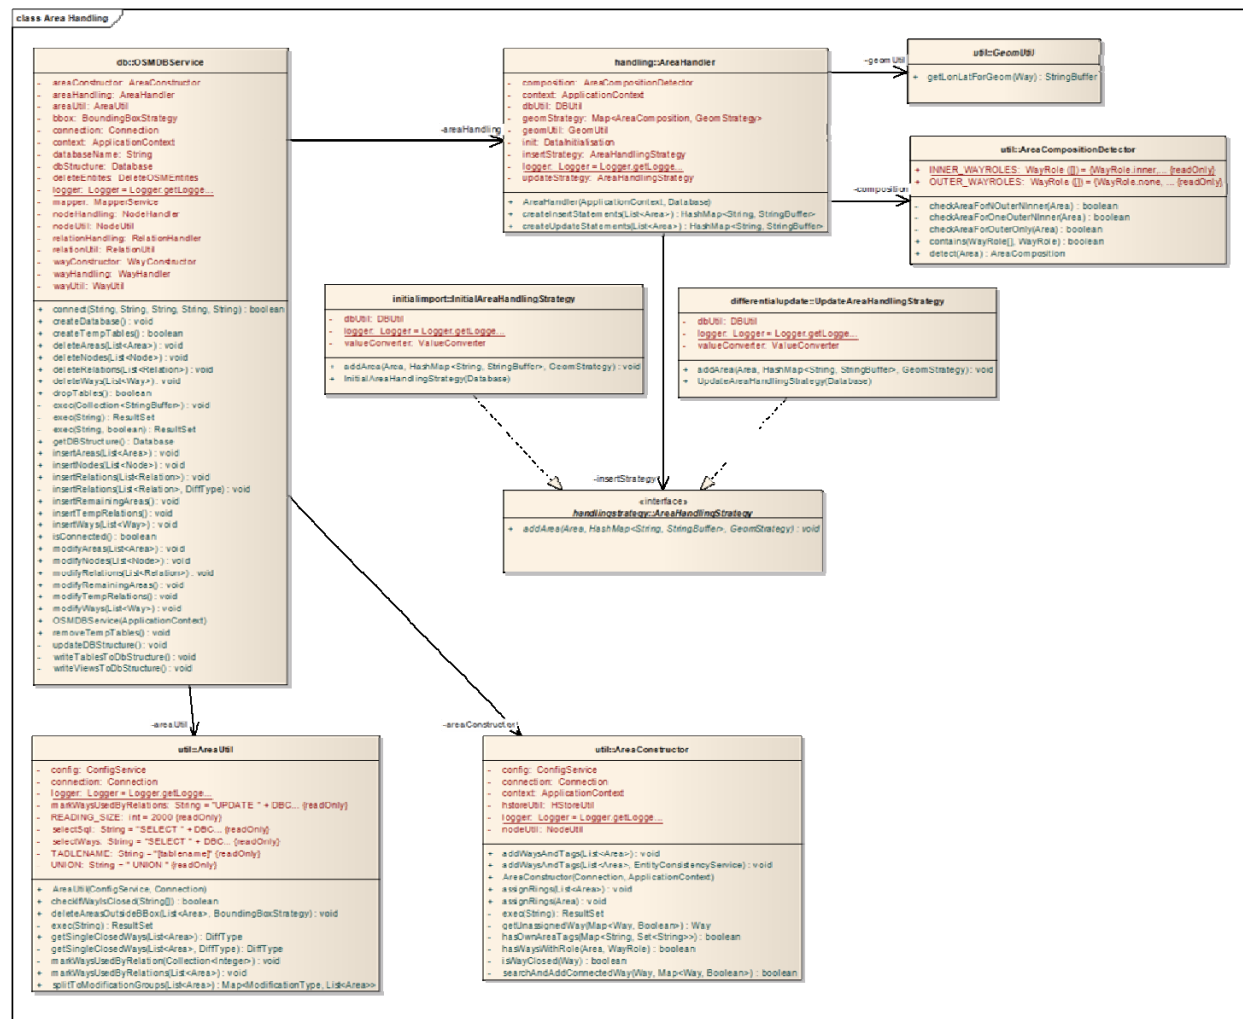 class Area Handling
db::OSMDBService
- areaConstructor: AreaConstructor
- areaHandling: AreaHandler
- areaUtil: AreaUtil
- bbox: BoundingBoxStrategy
- connection: Connection
- context: ApplicationContext
- databaseName: String
- dbStructure: Database
- deleteEntites: DeleteOSMEntites
- logger: Logger = Logger.getLogge...
- mapper: MapperService
- nodeHandling: NodeHandler
- nodeUtil: NodeUtil
- relationHandling: RelationHandler
- relationUtil: RelationUtil
- wayConstructor: WayConstructor
- wayHandling: WayHandler
- wayUtil: WayUtil
+ connect(String, String, String, String, String) : boolean
+ createDatabase() : void
+ createTempTables() : boolean
+ deleteAreas(List<Area>) : void
+ deleteNodes(List<Node>) : void
+ deleteRelations(List<Relation>) : void
+ deleteWays(List<Way>) : void
+ dropTables() : boolean
- exec(Collection<StringBuffer>) : void
- exec(String) : ResultSet
- exec(String, boolean) : ResultSet
+ getDBStructure() : Database
+ insertAreas(List<Area>) : void
+ insertNodes(List<Node>) : void
+ insertRelations(List<Relation>) : void
- insertRelations(List<Relation>, DiffType) : void
+ insertRemainingAreas() : void
+ insertTempRelations() : void
+ insertWays(List<Way>) : void
+ isConnected() : boolean
+ modifyAreas(List<Area>) : void
+ modifyNodes(List<Node>) : void
+ modifyRelations(List<Relation>) : void
+ modifyRemainingAreas() : void
+ modifyTempRelations() : void
+ modifyWays(List<Way>) : void
+ OSMDBService(ApplicationContext)
+ removeTempTables() : void
- updateDBStructure() : void
- writeTablesToDbStructure() : void
- writeViewsToDbStructure() : void
-areaHandling
handling::AreaHandler
- composition: AreaCompositionDetector
- context: ApplicationContext
- dbUtil: DBUtil
- geomStrategy: Map<AreaComposition, GeomStrategy>
- geomUtil: GeomUtil
- init: DataInitialisation
- insertStrategy: AreaHandlingStrategy
- logger: Logger = Logger.getLogge...
- updateStrategy: AreaHandlingStrategy
+ AreaHandler(ApplicationContext, Database)
+ createInsertStatements(List<Area>) : HashMap<String, StringBuffer>
+ createUpdateStatements(List<Area>) : HashMap<String, StringBuffer>
-geomUtil
util::GeomUtil
+ getLonLatForGeom(Way) : StringBuffer
-composition
util::AreaCompositionDetector
+ INNER_WAYROLES: WayRole ([]) = {WayRole.inner,... {readOnly}
+ OUTER_WAYROLES: WayRole ([]) = {WayRole.none, ... {readOnly}
- checkAreaForNOuterNInner(Area) : boolean
- checkAreaForOneOuterNInner(Area) : boolean
- checkAreaForOuterOnly(Area) : boolean
+ contains(WayRole[], WayRole) : boolean
+ detect(Area) : AreaComposition
initialimport::InitialAreaHandlingStrategy
- dbUtil: DBUtil
- logger: Logger = Logger.getLogge...
- valueConverter: ValueConverter
+ addArea(Area, HashMap<String, StringBuffer>, GeomStrategy) : void
+ InitialAreaHandlingStrategy(Database)
differentialupdate::UpdateAreaHandlingStrategy
- dbUtil: DBUtil
- logger: Logger = Logger.getLogge...
- valueConverter: ValueConverter
+ addArea(Area, HashMap<String, StringBuffer>, GeomStrategy) : void
+ UpdateAreaHandlingStrategy(Database)
-insertStrategy
«interface»
handlingstrategy::AreaHandlingStrategy
+ addArea(Area, HashMap<String, StringBuffer>, GeomStrategy) : void
-areaUtil
util::AreaUtil
- config: ConfigService
- connection: Connection
- logger: Logger = Logger.getLogge...
- markWaysUsedByRelations: String = "UPDATE " + DBC... {readOnly}
- READING_SIZE: int = 2000 {readOnly}
- selectSql: String = "SELECT " + DBC... {readOnly}
- selectWays: String = "SELECT " + DBC... {readOnly}
- TABLENAME: String = "[tablename]" {readOnly}
- UNION: String = " UNION " {readOnly}
+ AreaUtil(ConfigService, Connection)
+ checkIfWayIsClosed(String[]) : boolean
+ deleteAreasOutsideBBox(List<Area>, BoundingBoxStrategy) : void
- exec(String) : ResultSet
+ getSingleClosedWays(List<Area>) : DiffType
- getSingleClosedWays(List<Area>, DiffType) : DiffType
- markWaysUsedByRelation(Collection<Integer>) : void
+ markWaysUsedByRelations(List<Area>) : void
+ splitToModificationGroups(List<Area>) : Map<ModificationType, List<Area>>
-areaConstructor
util::AreaConstructor
- config: ConfigService
- connection: Connection
- context: ApplicationContext
- hstoreUtil: HStoreUtil
- logger: Logger = Logger.getLogge...
- nodeUtil: NodeUtil
+ addWaysAndTags(List<Area>) : void
+ addWaysAndTags(List<Area>, EntityConsistencyService) : void
+ AreaConstructor(Connection, ApplicationContext)
+ assignRings(List<Area>) : void
+ assignRings(Area) : void
- exec(String) : ResultSet
- getUnassignedWay(Map<Way, Boolean>) : Way
- hasOwnAreaTags(Map<String, Set<String>>) : boolean
- hasWaysWithRole(Area, WayRole) : boolean
- isWayClosed(Way) : boolean
- searchAndAddConnectedWay(Way, Map<Way, Boolean>) : boolean